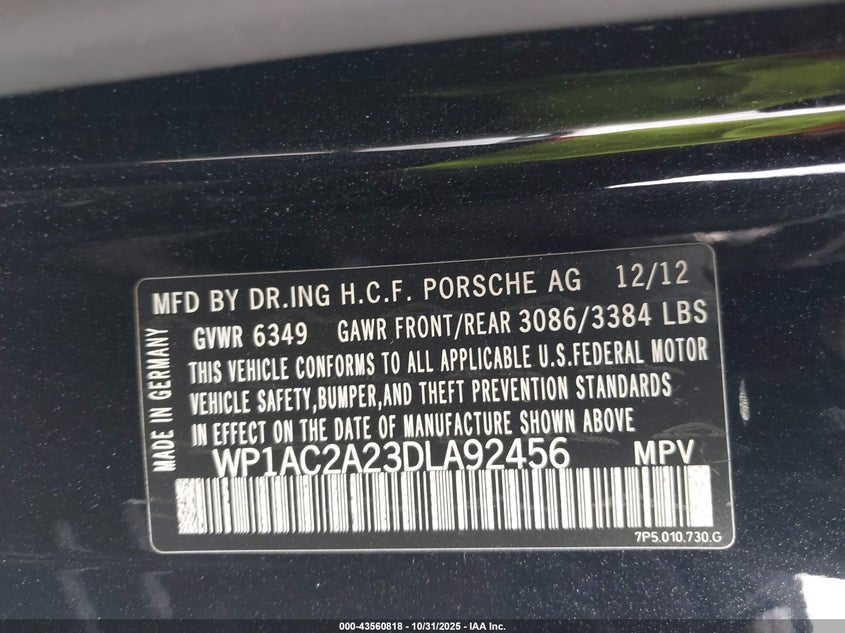 MFD BY DR.ING H.C.F. PORSCHE AG 12/12
GVWR 6349 GAWR FRONT/REAR 3086/3384 LBS
THIS VEHICLE CONFORMS TO ALL APPLICABLE U.S.FEDERAL MOTOR
VEHICLE SAFETY,BUMPER,AND THEFT PREVENTION STANDARDS
IN EFFECT ON THE DATE OF MANUFACTURE SHOWN ABOVE
WP1AC2A23DLA92456 MPV
MADE IN GERMANY
7P5.010.730.G
000-43560818 - 10/31/2025 - IAA Inc.